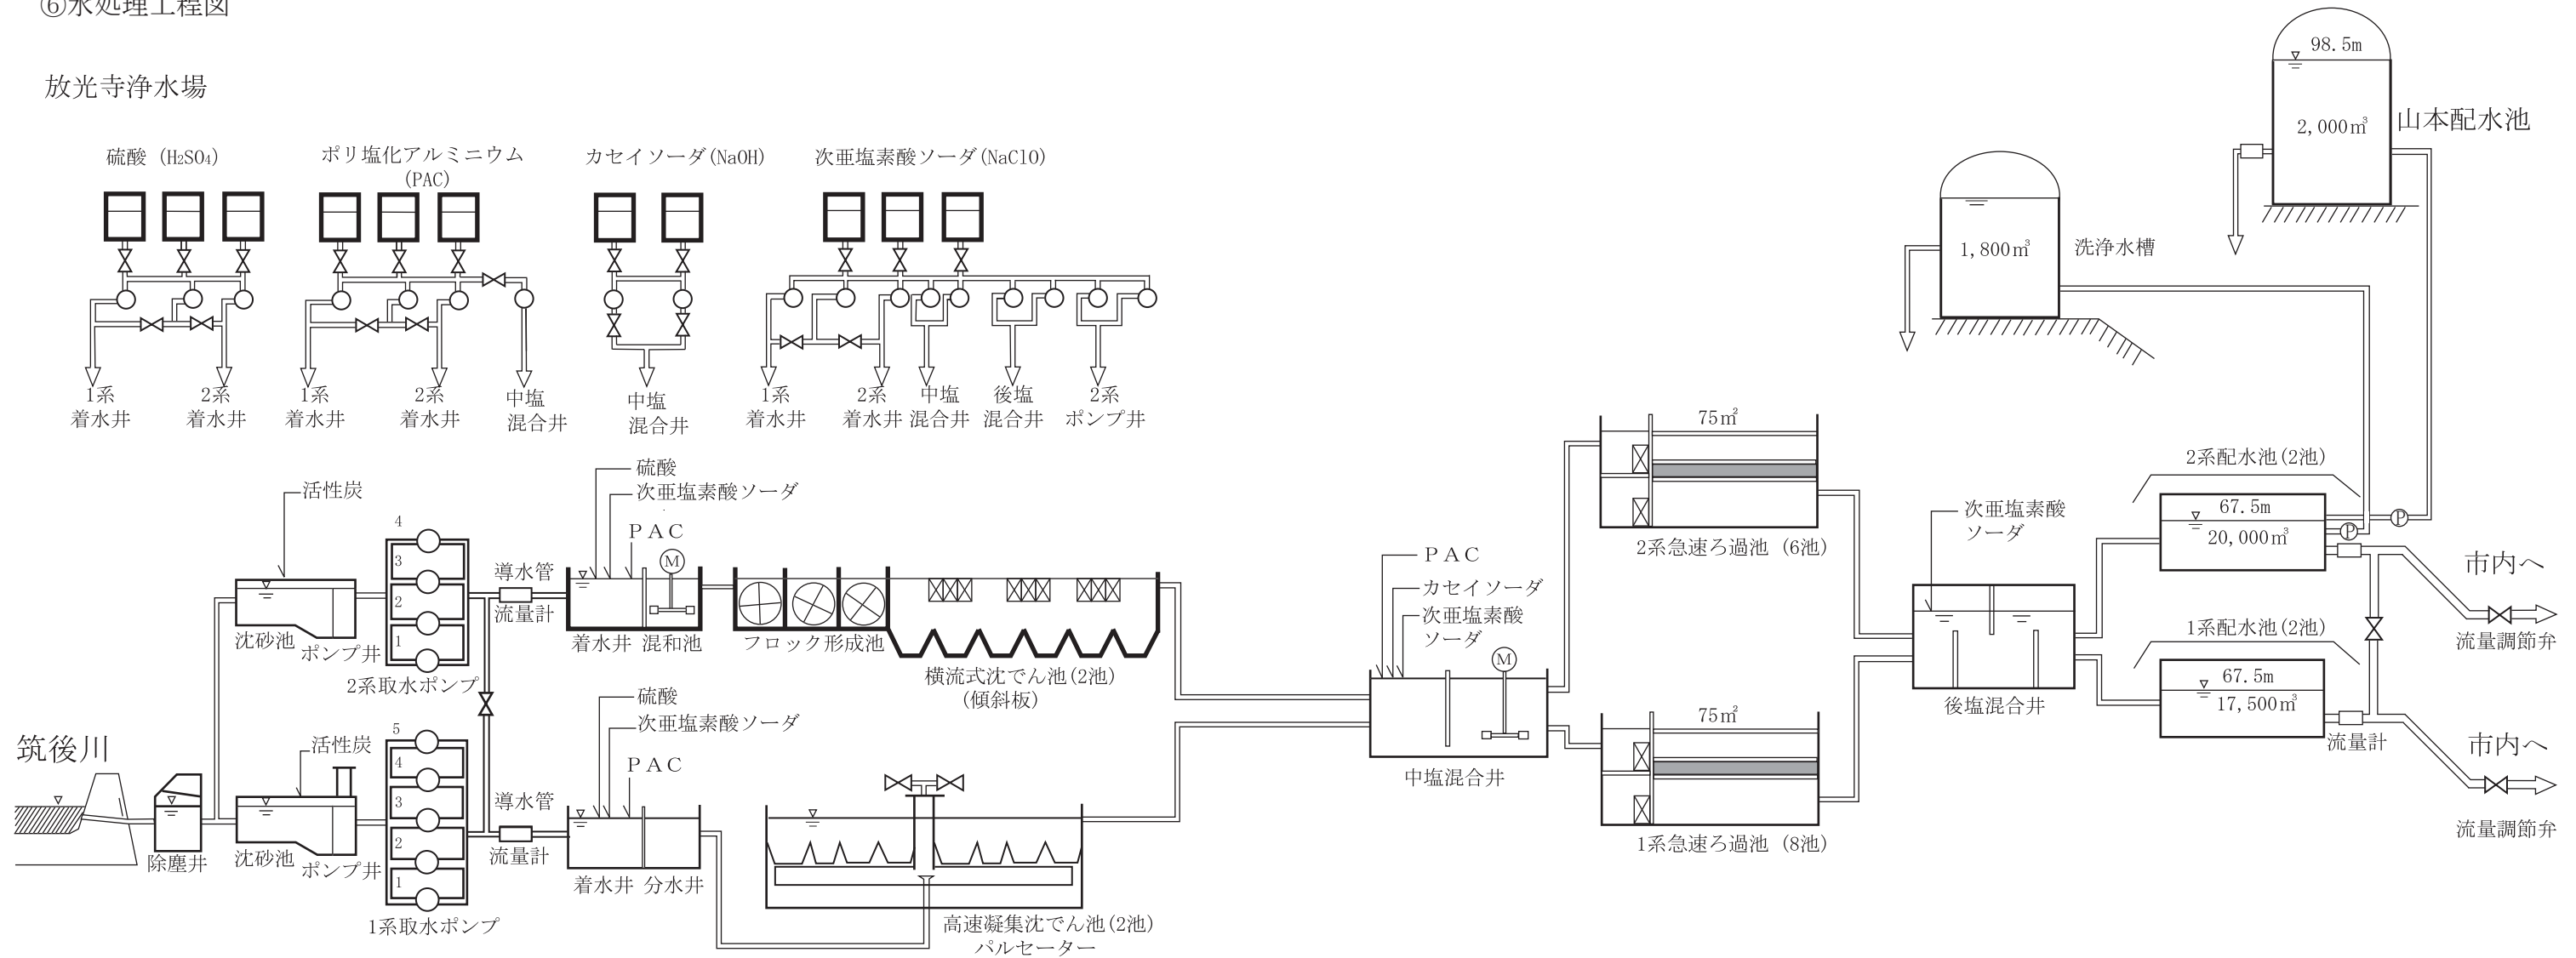 ⑥水処理工程図
放光寺浄水場
硫酸 (H₂SO₄)
ポリ塩化アルミニウム
(PAC)
カセイソーダ(NaOH)
次亜塩素酸ソーダ(NaClO)
1系
着水井
2系
着水井
1系
着水井
2系
着水井
中塩
混合井
中塩
混合井
1系
着水井
2系
着水井
中塩
混合井
後塩
混合井
2系
ポンプ井
98.5m
2,000㎥
山本配水池
1,800㎥
洗浄水槽
活性炭
沈砂池
ポンプ井
4
3
2
1
2系取水ポンプ
導水管
流量計
硫酸
次亜塩素酸ソーダ
PAC
M
着水井 混和池
フロック形成池
横流式沈でん池(2池)
(傾斜板)
筑後川
除塵井
活性炭
沈砂池
ポンプ井
5
4
3
2
1
1系取水ポンプ
導水管
流量計
硫酸
次亜塩素酸ソーダ
PAC
着水井 分水井
高速凝集沈でん池(2池)
パルセーター
PAC
カセイソーダ
次亜塩素酸
ソーダ
M
中塩混合井
75㎡
2系急速ろ過池 (6池)
75㎡
1系急速ろ過池 (8池)
次亜塩素酸
ソーダ
後塩混合井
2系配水池(2池)
67.5m
20,000㎥
P
P
市内へ
流量調節弁
1系配水池(2池)
67.5m
17,500㎥
流量計
市内へ
流量調節弁